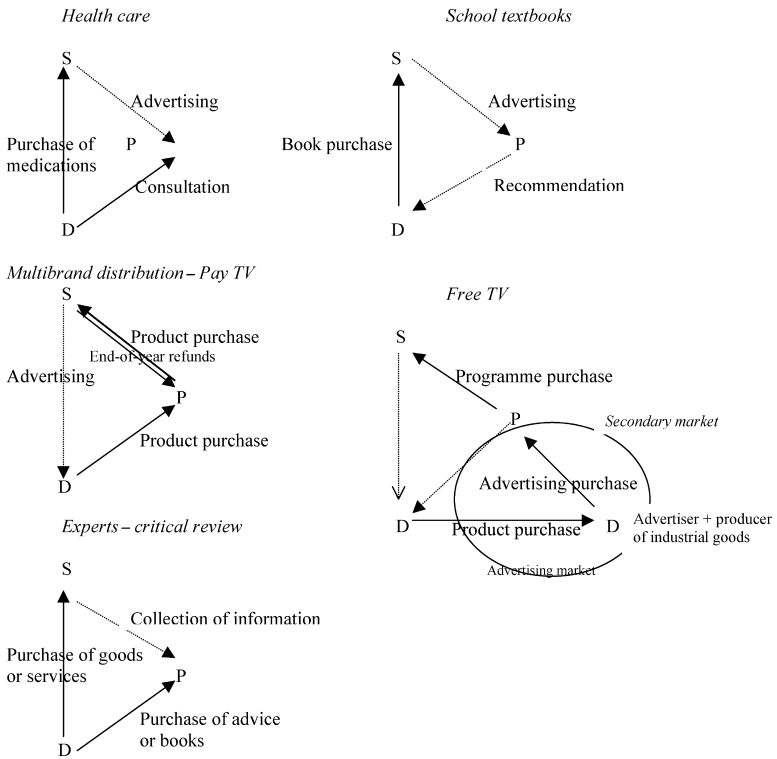 Health care
S
Advertising
Purchase of
medications
P
Consultation
D
School textbooks
S
Advertising
Book purchase
P
Recommendation
D
Multibrand distribution – Pay TV
S
Product purchase
End-of-year refunds
Advertising
P
Product purchase
D
Free TV
S
Programme purchase
P
Secondary market
Advertising purchase
D
Product purchase
D
Advertiser + producer
of industrial goods
Advertising market
Experts – critical review
S
Collection of information
Purchase of goods
or services
P
Purchase of advice
or books
D